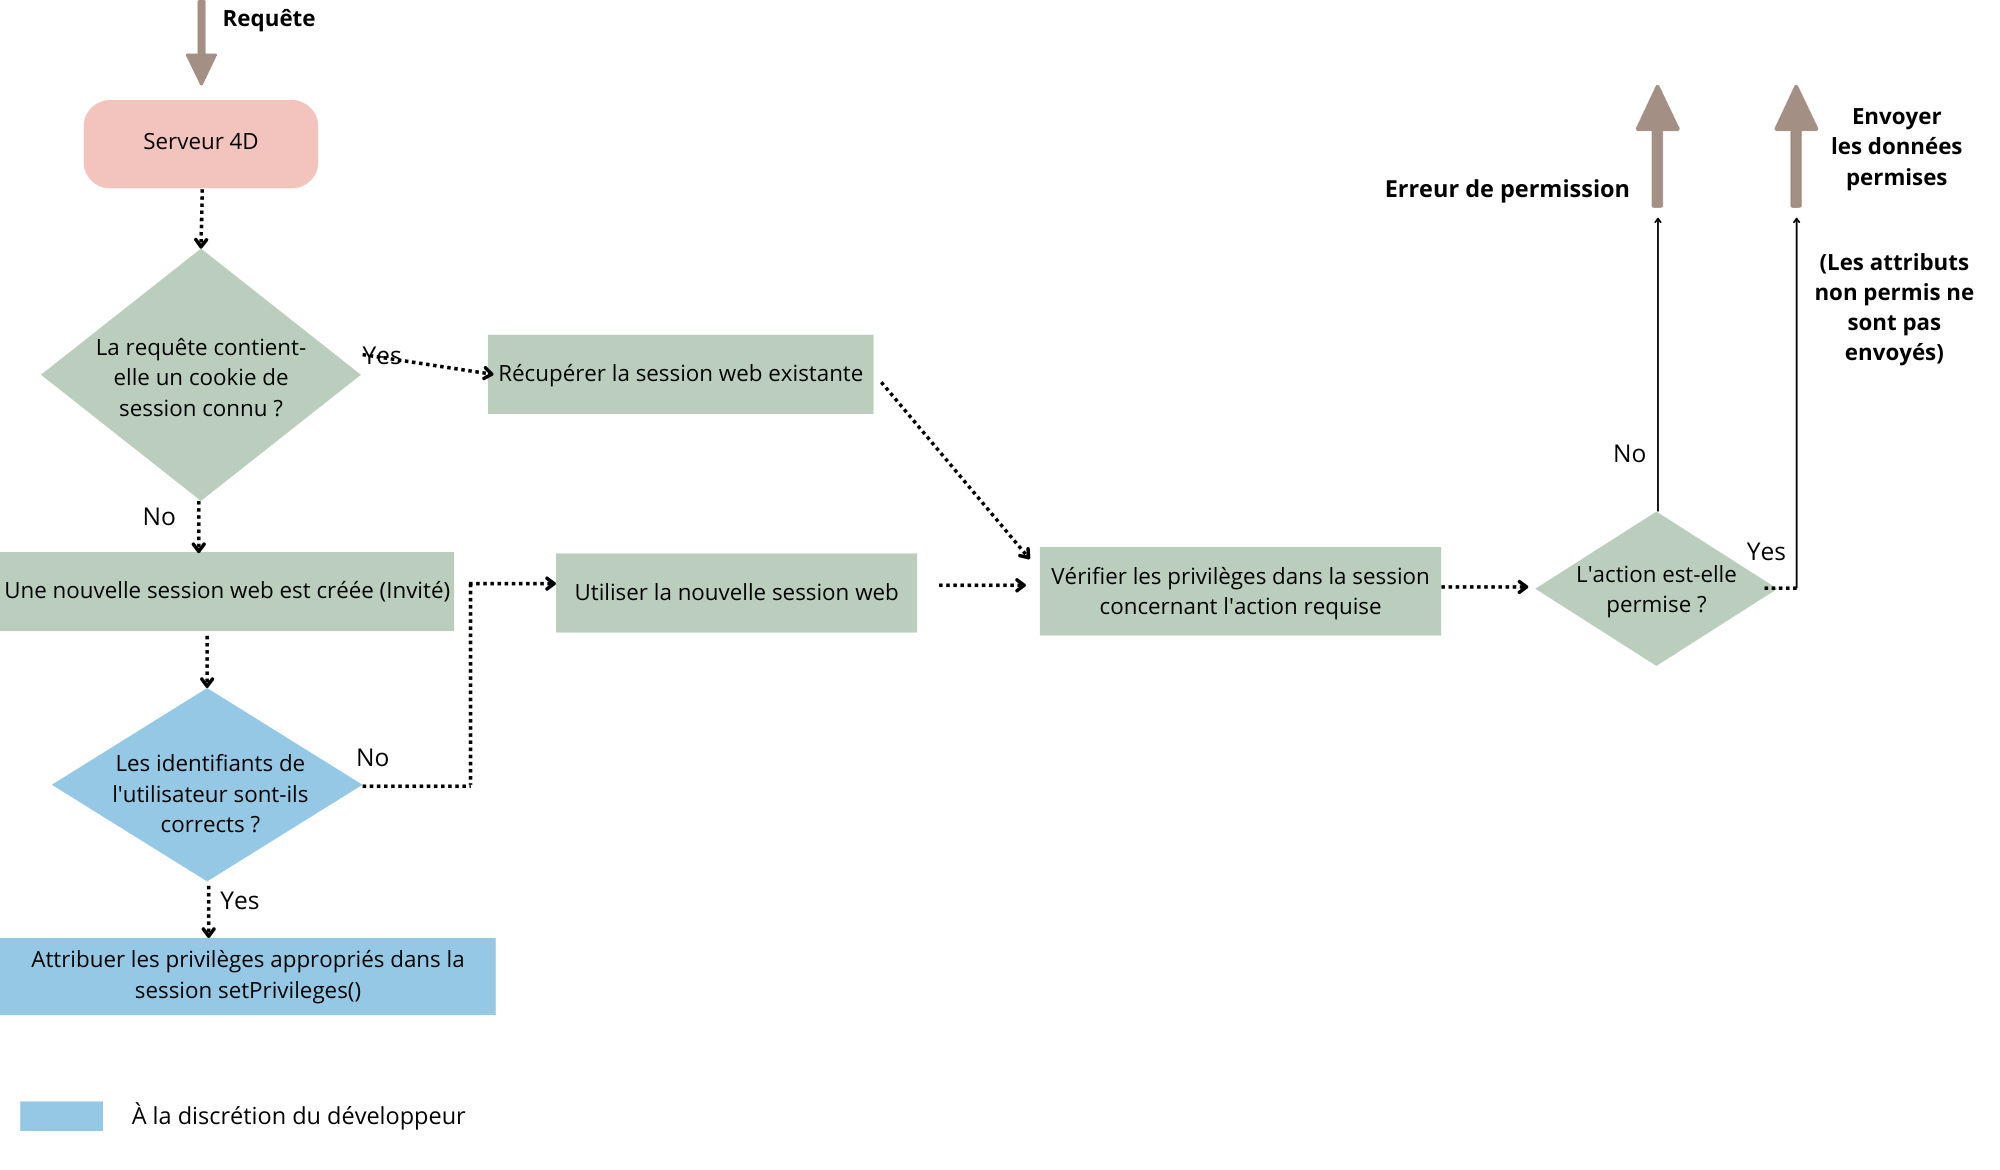 Requête
Serveur 4D
Envoyer
les données
permises
Erreur de permission
(Les attributs
non permis ne
sont pas
envoyés)
La requête contient-
elle un cookie de
session connu ?
Yes
Récupérer la session web existante
No
No
Une nouvelle session web est créée (Invité)
Utiliser la nouvelle session web
Vérifier les privilèges dans la session
concernant l'action requise
L'action est-elle
permise ?
Yes
Les identifiants de
l'utilisateur sont-ils
corrects ?
No
Yes
Attribuer les privilèges appropriés dans la
session setPrivileges()
À la discrétion du développeur